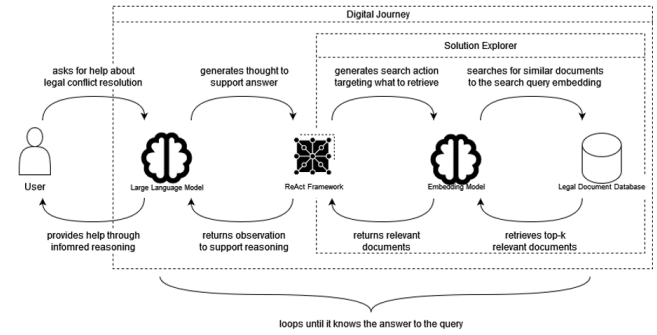 Digital Journey
Solution Explorer
asks for help about
legal conflict resolution
generates thought to
support answer
generates search action
targeting what to retrieve
searches for similar documents
to the search query embedding
User
Large Language Model
ReAct Framework
Embedding Model
Legal Document Database
provides help through
infomred reasoning
returns observation
to support reasoning
returns relevant
documents
retrieves top-k
relevant documents
loops until it knows the answer to the query